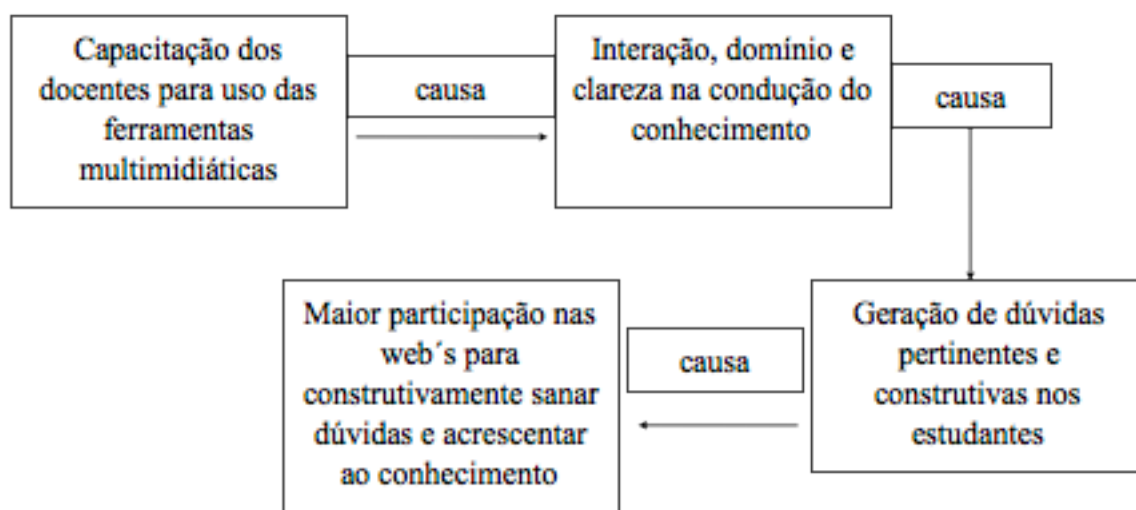 Capacitação dos
docentes para uso das
ferramentas
multimidiáticas
causa
Interação, domínio e
clareza na condução do
conhecimento
causa
Geração de dúvidas
pertinentes e
construtivas nos
estudantes
causa
Maior participação nas
web´s para
construtivamente sanar
dúvidas e acrescentar
ao conhecimento